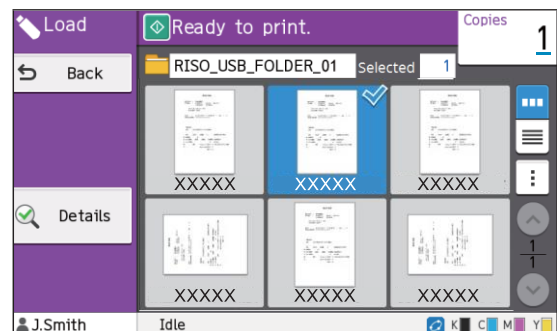 Load
Ready to print.
Copies
1
Back
RISO_USB_FOLDER_01
Selected
1
XXXXX
XXXXX
XXXXX
Details
XXXXX
XXXXX
XXXXX
1
1
J.Smith
Idle
K C M Y